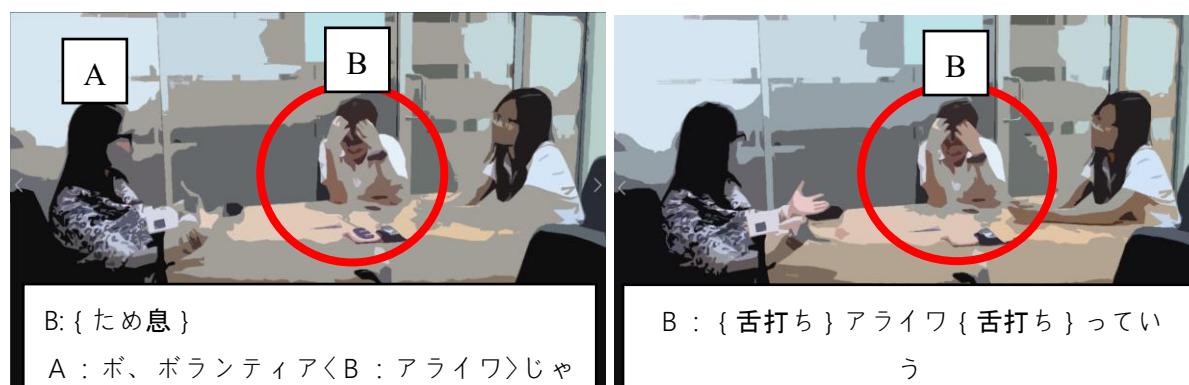 A
B
B: { ため息 }
A : ボ、ボランティア〈B : アライワ〉じゃ
B
B : { 舌打ち } アライワ { 舌打ち } ってい
う